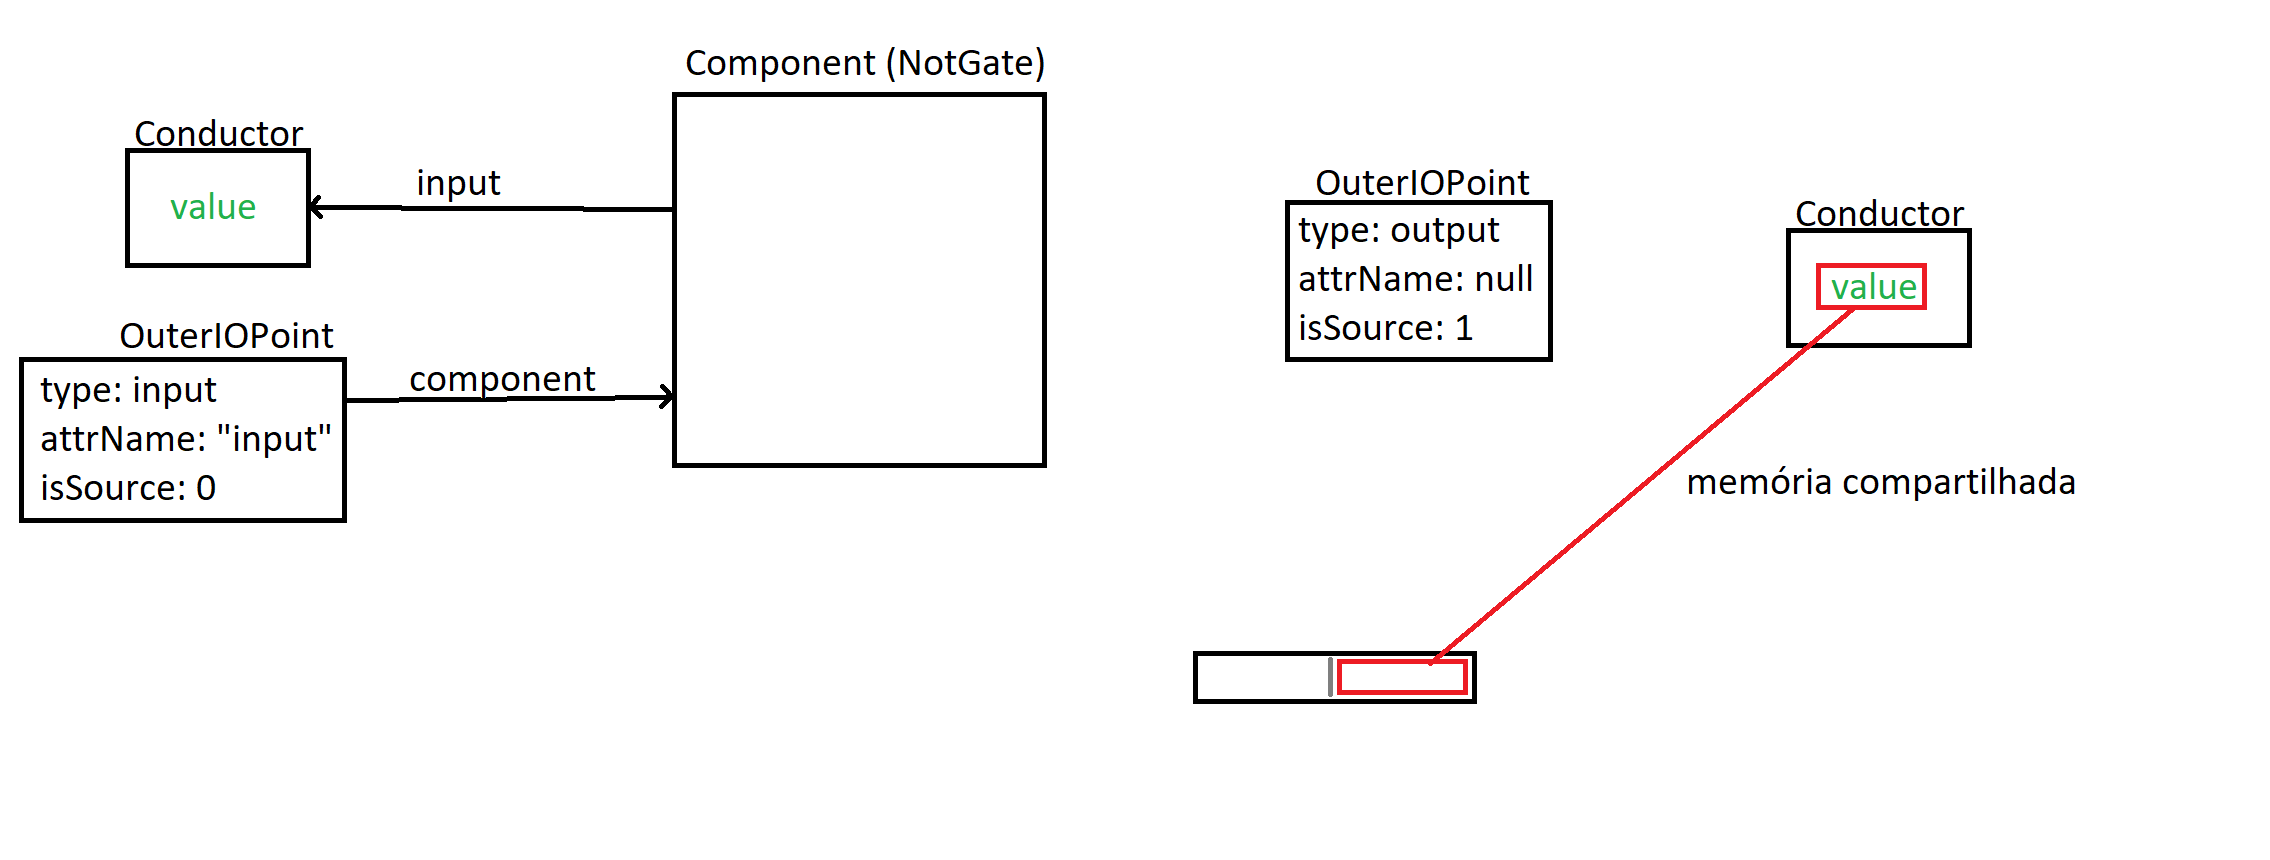 Component (NotGate)
Conductor
value
input
OuterIOPoint
type: input
attrName: "input"
isSource: 0
component
OuterIOPoint
type: output
attrName: null
isSource: 1
Conductor
value
memória compartilhada